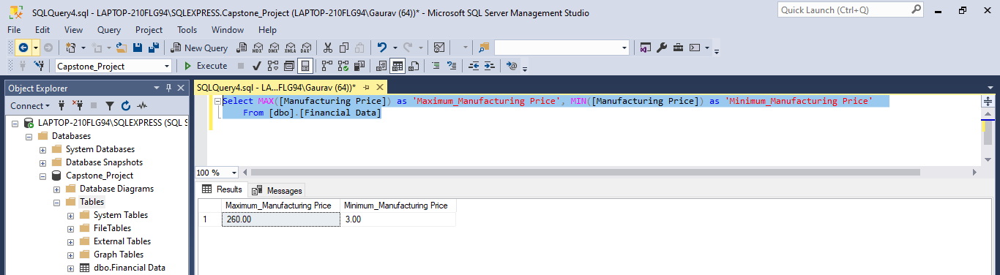 SQLQuery4.sql - LAPTOP-210FLG94\SQLEXPRESS.Capstone_Project (LAPTOP-210FLG94\Gaurav (64))* - Microsoft SQL Server Management Studio
Quick Launch (Ctrl+Q)
File Edit View Query Project Tools Window Help
New Query MDX DMX XMLA DAX
Capstone_Project Execute
Object Explorer
SQLQuery4.sql - LA...FLG94\Gaurav (64))*
Connect
Select MAX([Manufacturing Price]) as 'Maximum_Manufacturing Price', MIN([Manufacturing Price]) as 'Minimum_Manufacturing Price'
From [dbo].[Financial Data]
LAPTOP-210FLG94\SQLEXPRESS (SQL S
Databases
System Databases
Database Snapshots
Capstone_Project
Database Diagrams
Tables
System Tables
FileTables
External Tables
Graph Tables
dbo.Financial Data
100 %
Results Messages
Maximum_Manufacturing Price Minimum_Manufacturing Price
1 260.00 3.00